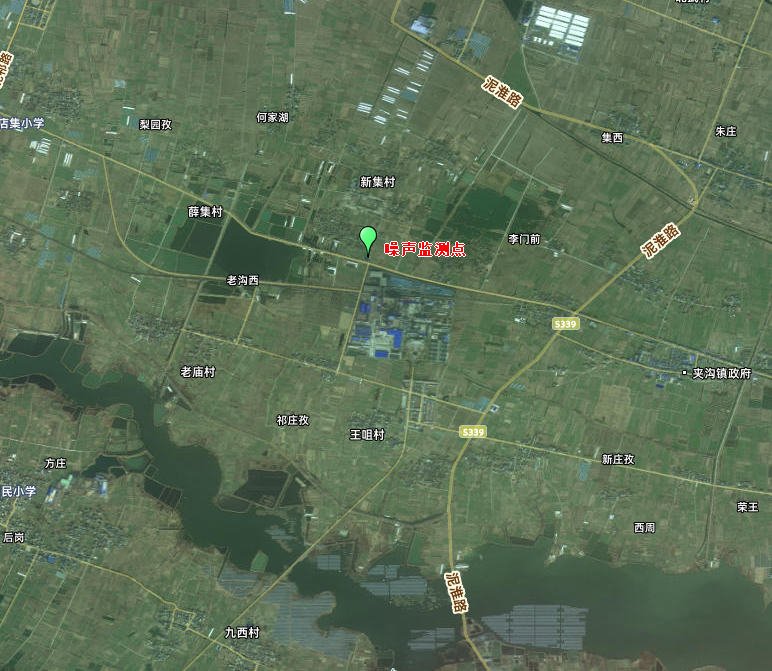 泥淮路
集西
朱庄
店集小学
梨园孜
何家湖
新集村
薛集村
噪声监测点
李门前
泥淮路
老沟西
S339
老庙村
夹沟镇政府
祁庄孜
王咀村
S339
方庄
新庄孜
民小学
荣王
后岗
西周
泥淮路
九西村